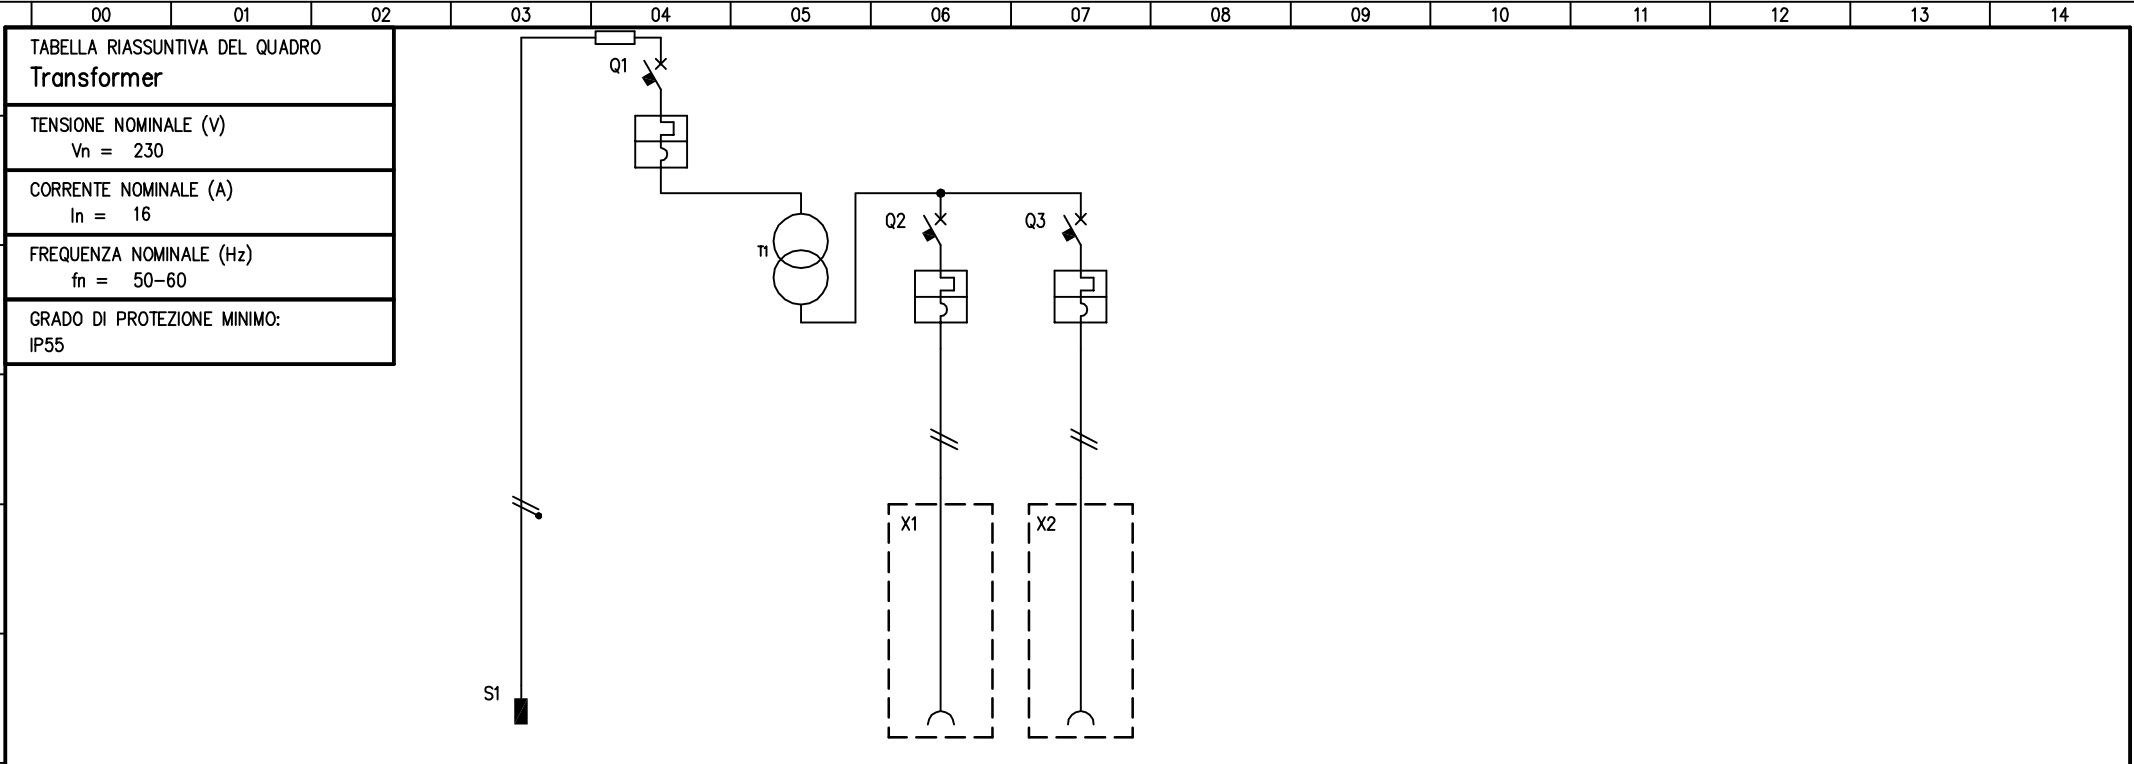 00 01 02 03 04 05 06 07 08 09 10 11 12 13 14
TABELLA RIASSUNTIVA DEL QUADRO
Transformer
TENSIONE NOMINALE (V)
Vn = 230
CORRENTE NOMINALE (A)
In = 16
FREQUENZA NOMINALE (Hz)
fn = 50-60
GRADO DI PROTEZIONE MINIMO:
IP55
Q1
T1
Q2
Q3
X1
X2
S1